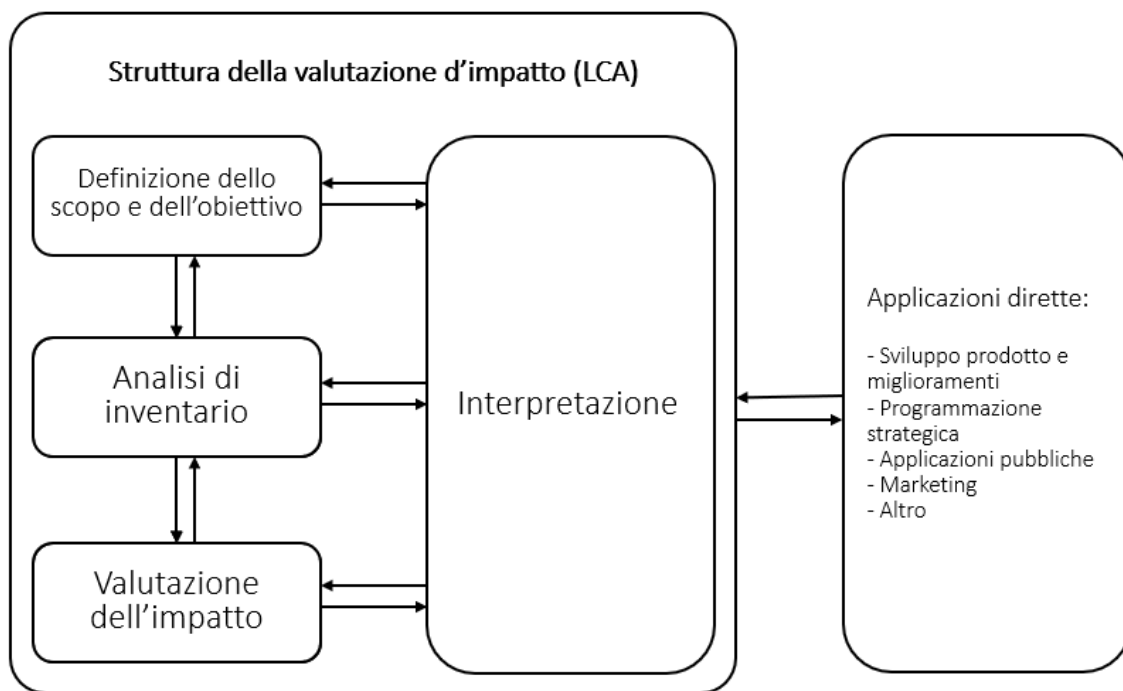 Struttura della valutazione d’impatto (LCA)
Definizione dello
scopo e dell’obiettivo
Analisi di
inventario
Valutazione
dell’impatto
Interpretazione
Applicazioni dirette:
- Sviluppo prodotto e
miglioramenti
- Programmazione
strategica
- Applicazioni pubbliche
- Marketing
- Altro